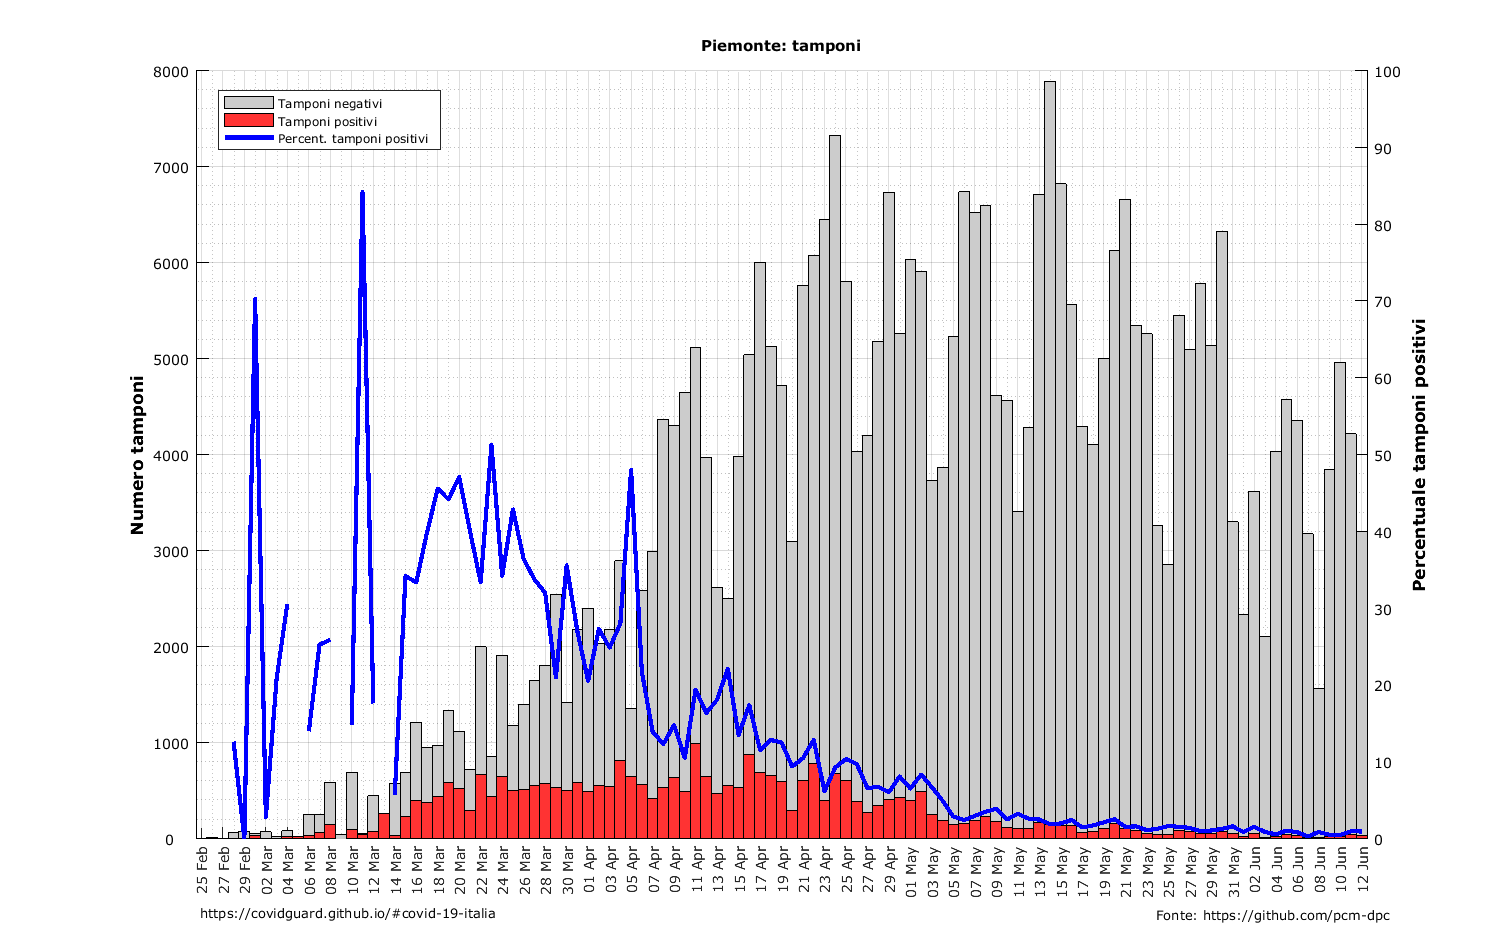 Piemonte: tamponi
Tamponi negativi
Tamponi positivi
Percent. tamponi positivi
Numero tamponi
8000
7000
6000
5000
4000
3000
2000
1000
0
100
90
80
70
60
50
40
30
20
10
0
Percentuale tamponi positivi
25 Feb
27 Feb
29 Feb
02 Mar
04 Mar
06 Mar
08 Mar
10 Mar
12 Mar
14 Mar
16 Mar
18 Mar
20 Mar
22 Mar
24 Mar
26 Mar
28 Mar
30 Mar
01 Apr
03 Apr
05 Apr
07 Apr
09 Apr
11 Apr
13 Apr
15 Apr
17 Apr
19 Apr
21 Apr
23 Apr
25 Apr
27 Apr
29 Apr
01 May
03 May
05 May
07 May
09 May
11 May
13 May
15 May
17 May
19 May
21 May
23 May
25 May
27 May
29 May
31 May
02 Jun
04 Jun
06 Jun
08 Jun
10 Jun
12 Jun
https://covidguard.github.io/#covid-19-italia
Fonte: https://github.com/pcm-dpc